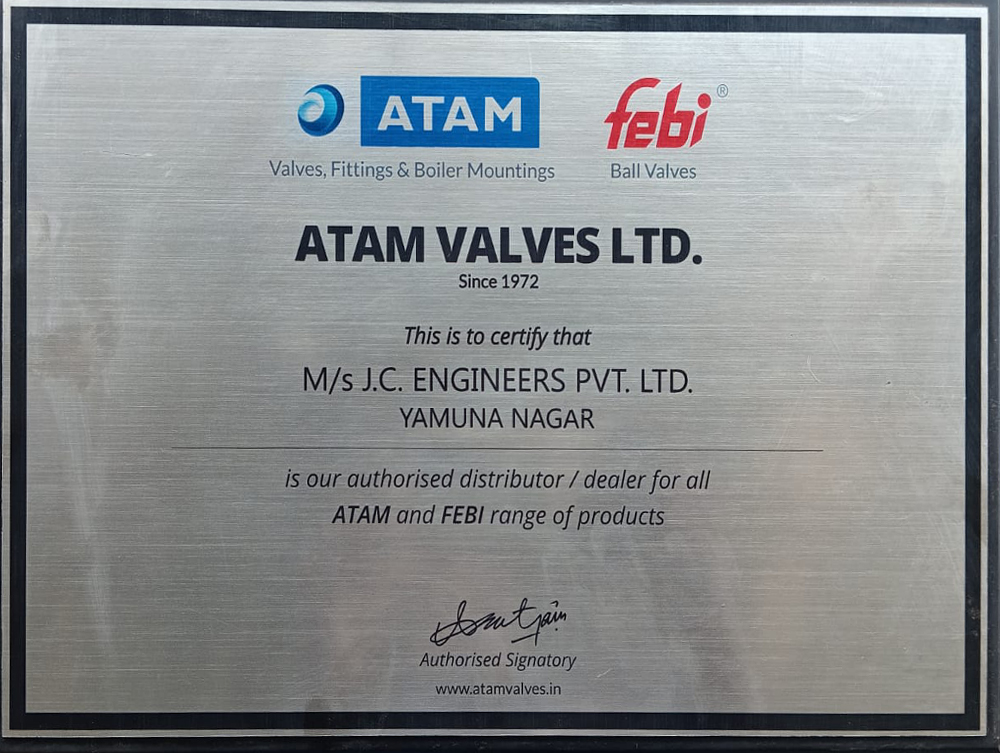 ATAM
febi®
Valves, Fittings & Boiler Mountings
Ball Valves
ATAM VALVES LTD.
Since 1972
This is to certify that
M/s J.C. ENGINEERS PVT. LTD.
YAMUNA NAGAR
is our authorised distributor / dealer for all
ATAM and FEBI range of products
Authorised Signatory
www.atamvalves.in